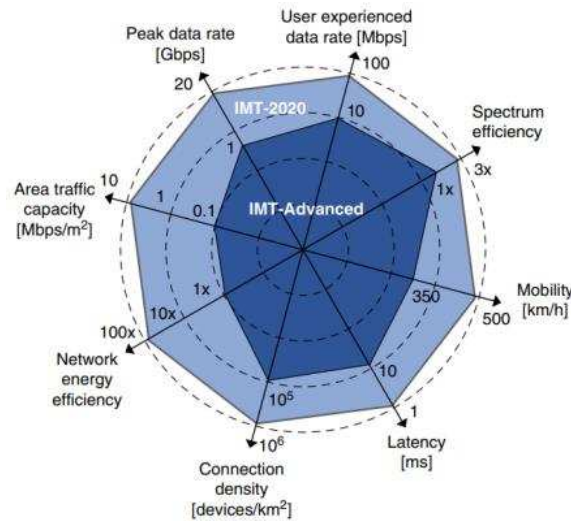 Peak data rate
[Gbps]
User experienced
data rate [Mbps]
100
20
IMT-2020
10
Spectrum
efficiency
3x
1
1x
10
1
0.1
IMT-Advanced
Area traffic
capacity
[Mbps/m²]
1x
350
Mobility
[km/h]
500
100x
10x
Network
energy
efficiency
10
10⁵
1
10⁶
Latency
[ms]
Connection
density
[devices/km²]